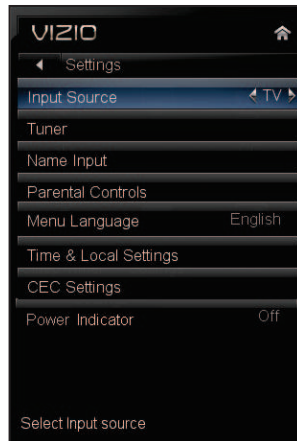 VIZIO
Settings
Input Source TV
Tuner
Name Input
Parental Controls
Menu Language English
Time & Local Settings
CEC Settings
Power Indicator Off
Select Input source